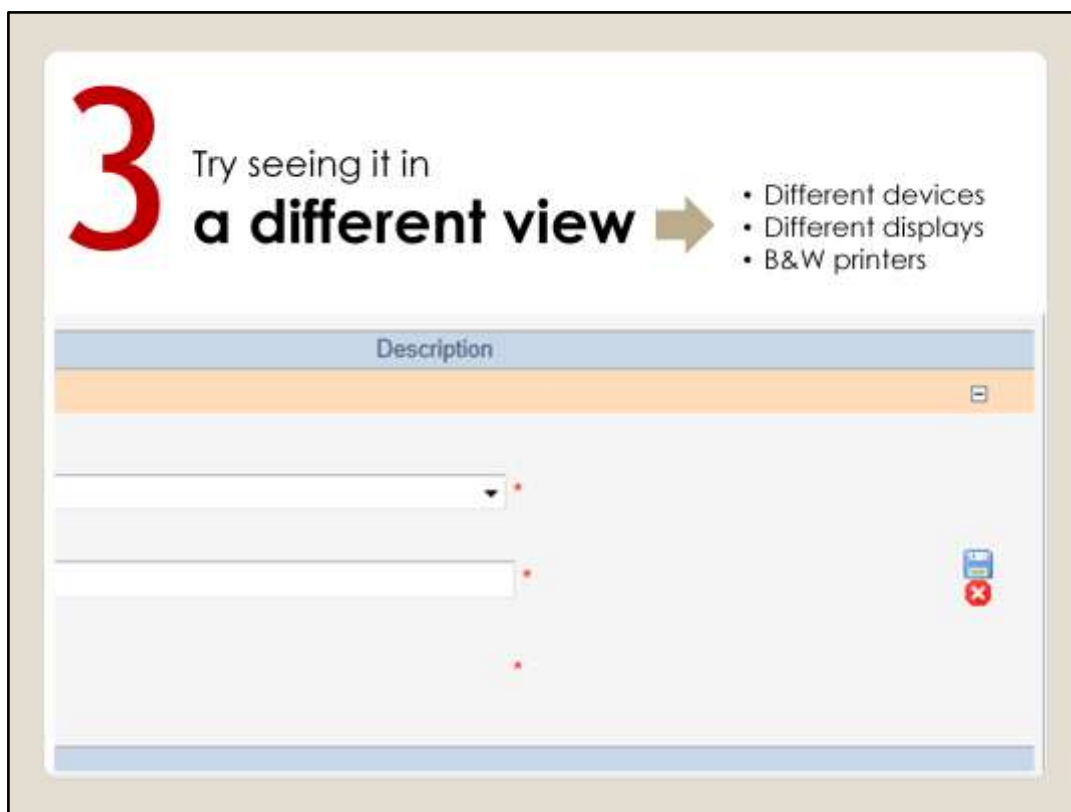 3
Try seeing it in
a different view
• Different devices
• Different displays
• B&W printers
Description
*
*
*